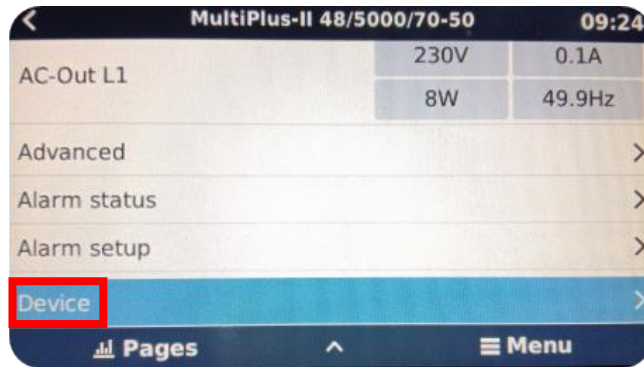 MultiPlus-II 48/5000/70-50 09:24
230V 0.1A
AC-Out L1
8W 49.9Hz
Advanced
Alarm status
Alarm setup
Device
Pages Menu